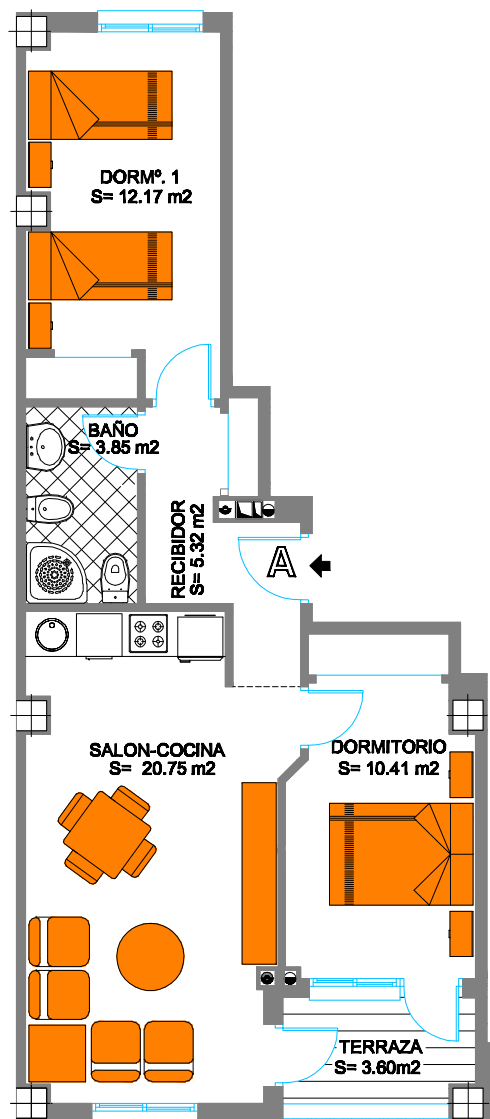 DORMº. 1
S= 12.17 m2
BAÑO
S= 3.85 m2
RECIBIDOR
S= 5.32 m2
A
SALON-COCINA
S= 20.75 m2
DORMITORIO
S= 10.41 m2
TERRAZA
S= 3.60m2